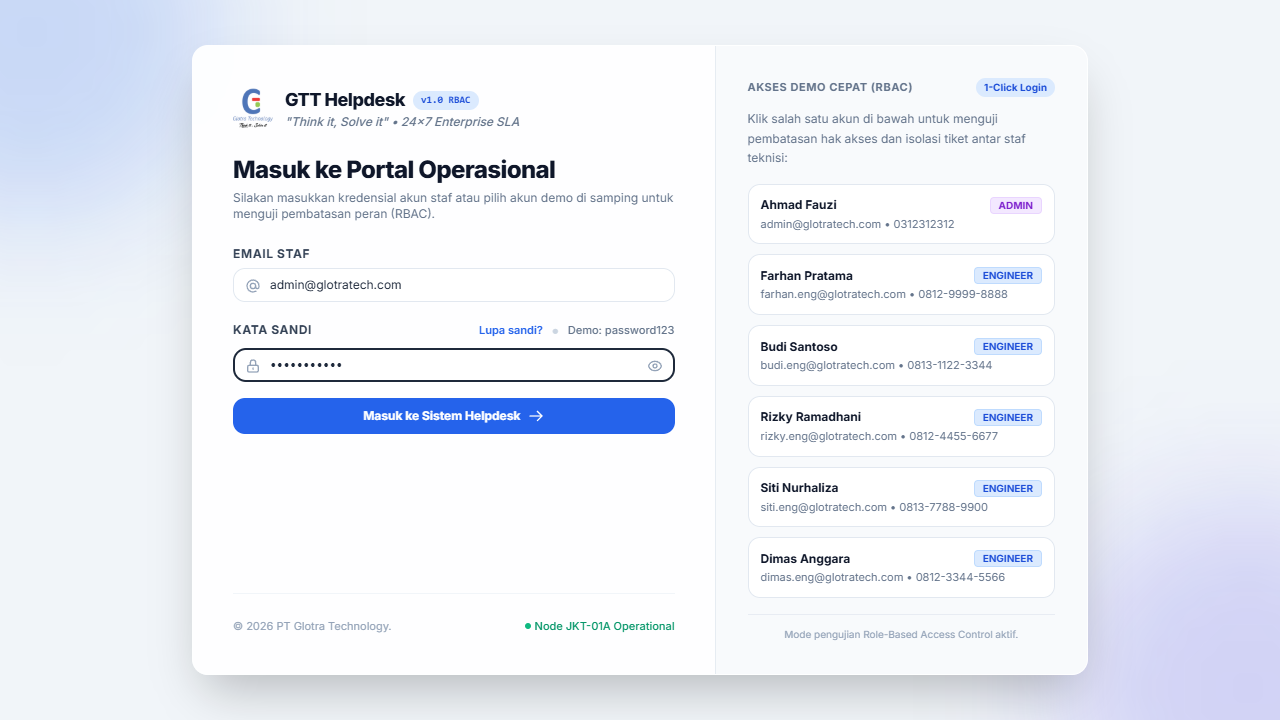 Glotra Technology
GTT Helpdesk
v1.0 RBAC
"Think it, Solve it" • 24×7 Enterprise SLA
Masuk ke Portal Operasional
Silakan masukkan kredensial akun staf atau pilih akun demo di samping untuk
menguji pembatasan peran (RBAC).
EMAIL STAF
@ admin@glotratech.com
KATA SANDI
Lupa sandi? • Demo: password123
•••••••••••
Masuk ke Sistem Helpdesk →
© 2026 PT Glotra Technology.
Node JKT-01A Operational
AKSES DEMO CEPAT (RBAC)
1-Click Login
Klik salah satu akun di bawah untuk menguji
pembatasan hak akses dan isolasi tiket antar staf
teknisi:
Ahmad Fauzi
ADMIN
admin@glotratech.com • 0312312312
Farhan Pratama
ENGINEER
farhan.eng@glotratech.com • 0812-9999-8888
Budi Santoso
ENGINEER
budi.eng@glotratech.com • 0813-1122-3344
Rizky Ramadhani
ENGINEER
rizky.eng@glotratech.com • 0812-4455-6677
Siti Nurhaliza
ENGINEER
siti.eng@glotratech.com • 0813-7788-9900
Dimas Anggara
ENGINEER
dimas.eng@glotratech.com • 0812-3344-5566
Mode pengujian Role-Based Access Control aktif.